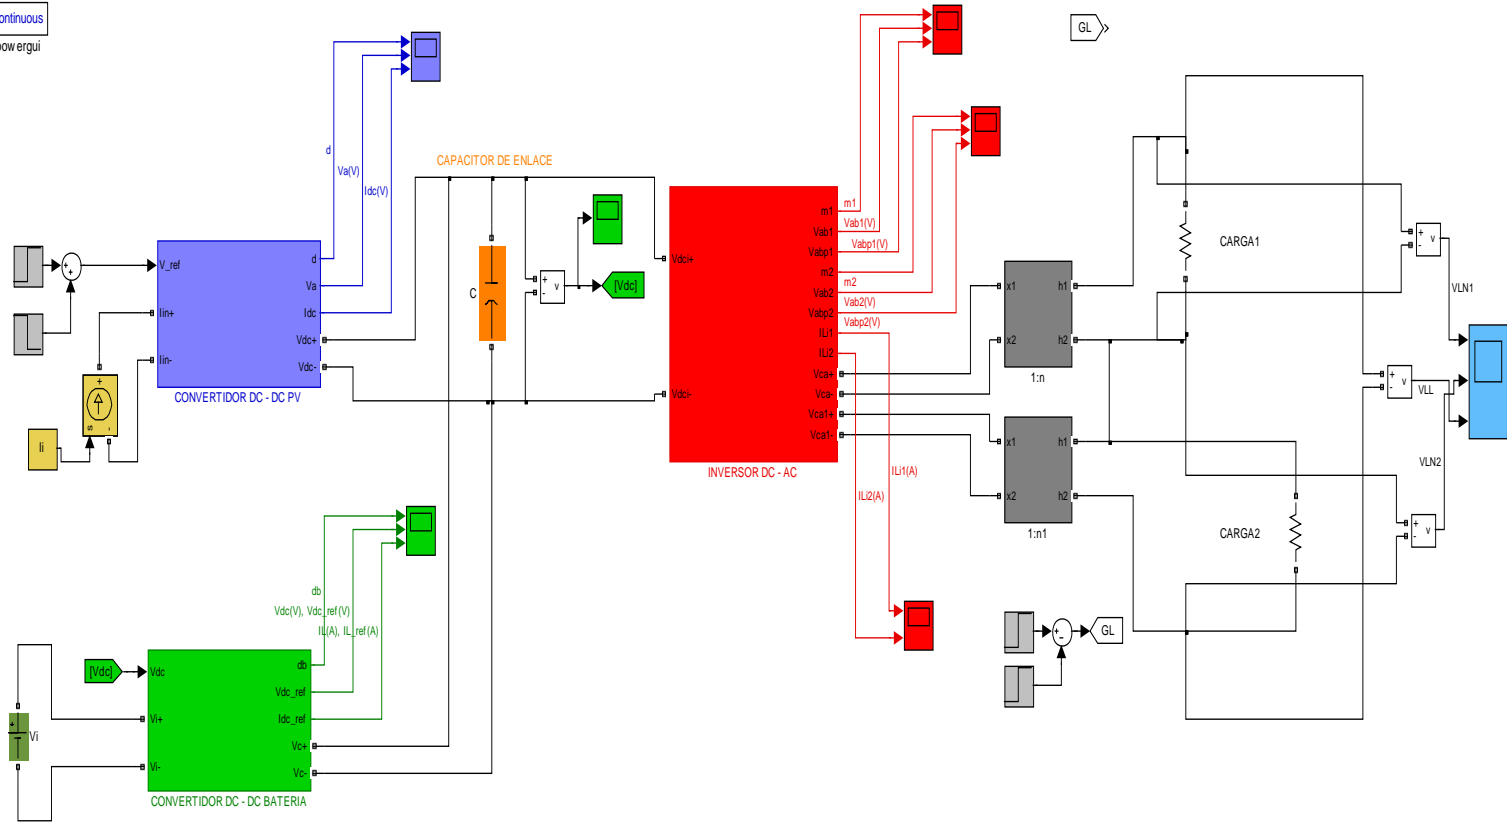 ontinuous
powergui
GL
d
Va(V)
Idc(V)
CAPACITOR DE ENLACE
V_ref
Iin+
Iin-
d
Va
Idc
Vdc+
Vdc-
CONVERTIDOR DC - DC PV
+
+
+
s
-
Ii
C
+
-
v
[Vdc]
Vdci+
Vdci-
m1
Vab1
Vabp1
m2
Vab2
Vabp2
ILi1
ILi2
Vca+
Vca-
Vca1+
Vca1-
INVERSOR DC - AC
m1
Vab1(V)
Vabp1(V)
m2
Vab2(V)
Vabp2(V)
ILi1(A)
ILi2(A)
x1
x2
h1
h2
1:n
x1
x2
h1
h2
1:n1
CARGA1
CARGA2
+
-
v
VLN1
+
-
v
VLL
+
-
v
VLN2
+
-
GL
db
Vdc(V), Vdc_ref(V)
IL(A), IL_ref(A)
[Vdc]
Vdc
Vi+
Vi-
db
Vdc_ref
Idc_ref
Vc+
Vc-
+
Vi
CONVERTIDOR DC - DC BATERIA